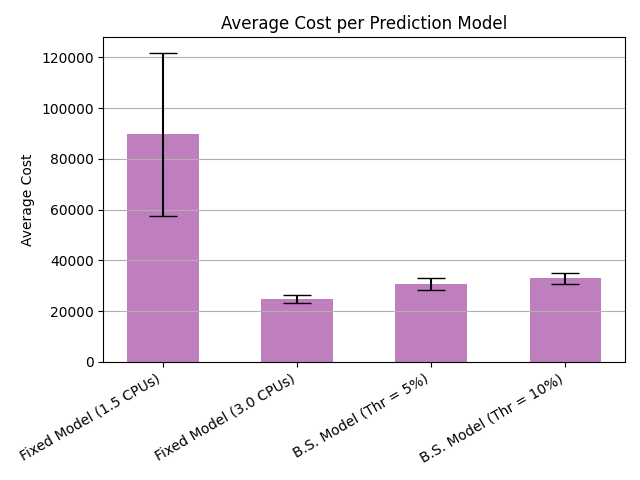 Average Cost per Prediction Model
Average Cost
120000
100000
80000
60000
40000
20000
0
Fixed Model (1.5 CPUs)
Fixed Model (3.0 CPUs)
B.S. Model (Thr = 5%)
B.S. Model (Thr = 10%)